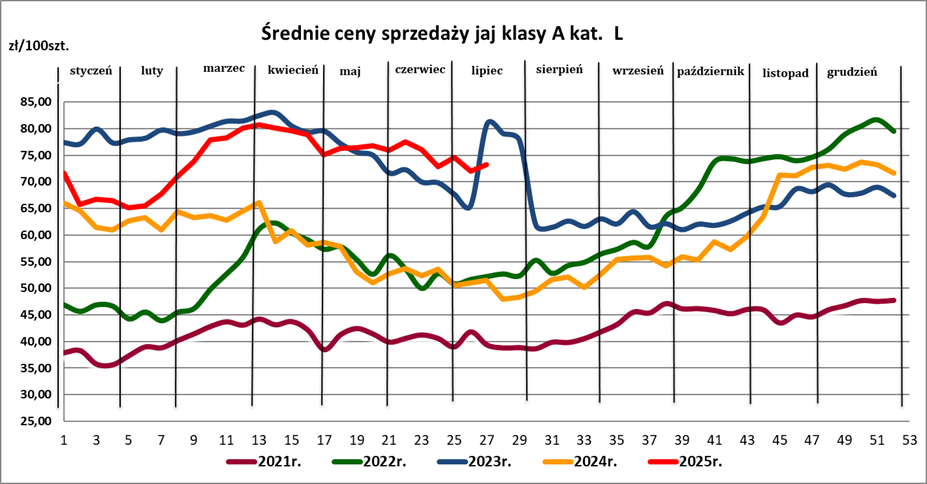 Średnie ceny sprzedaży jaj klasy A kat.  L
zł/100szt.
styczeń luty marzec kwiecień maj czerwiec lipiec sierpień wrzesień październik listopad grudzień
85,00
80,00
75,00
70,00
65,00
60,00
55,00
50,00
45,00
40,00
35,00
30,00
25,00
1 3 5 7 9 11 13 15 17 19 21 23 25 27 29 31 33 35 37 39 41 43 45 47 49 51 53
2021r. 2022r. 2023r. 2024r. 2025r.